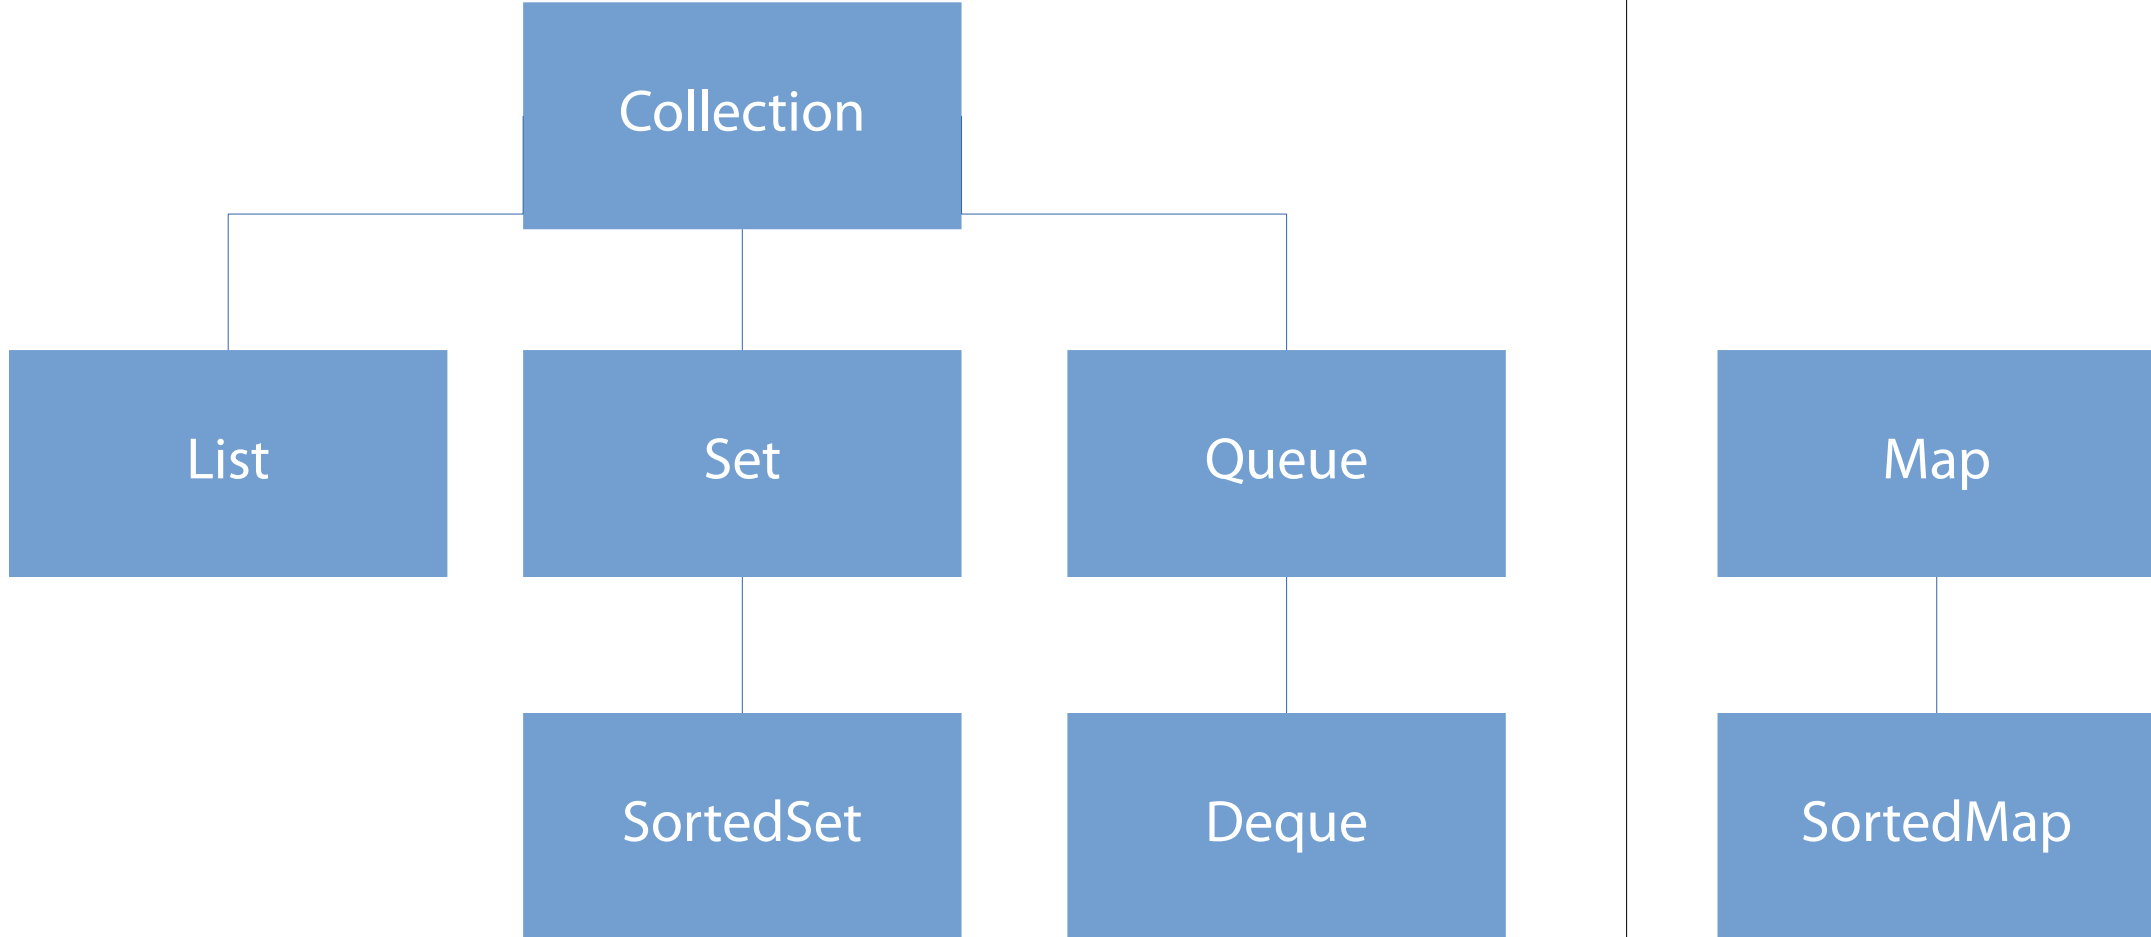 Collection
List
Set
Queue
Map
SortedSet
Deque
SortedMap